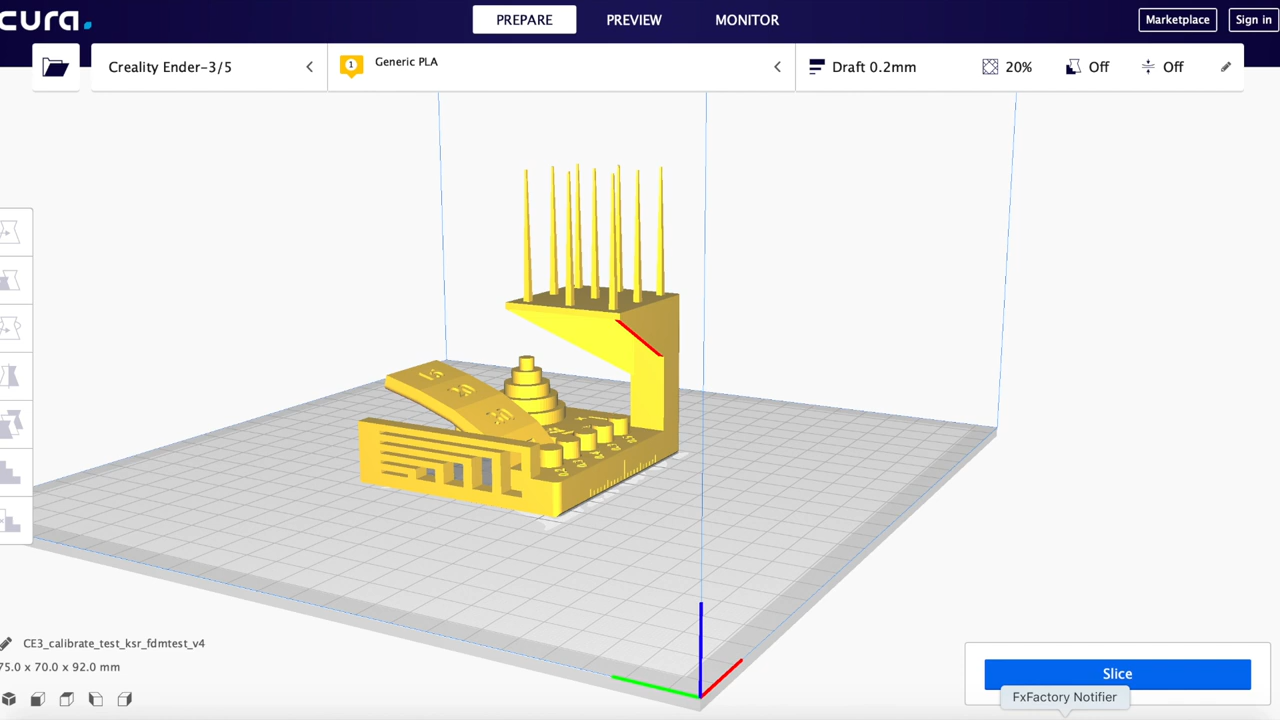 cura.
PREPARE
PREVIEW
MONITOR
Marketplace
Sign in
Creality Ender-3/5
1
Generic PLA
Draft 0.2mm
20%
Off
Off
CE3_calibrate_test_ksr_fdmtest_v4
75.0 x 70.0 x 92.0 mm
Slice
FxFactory Notifier